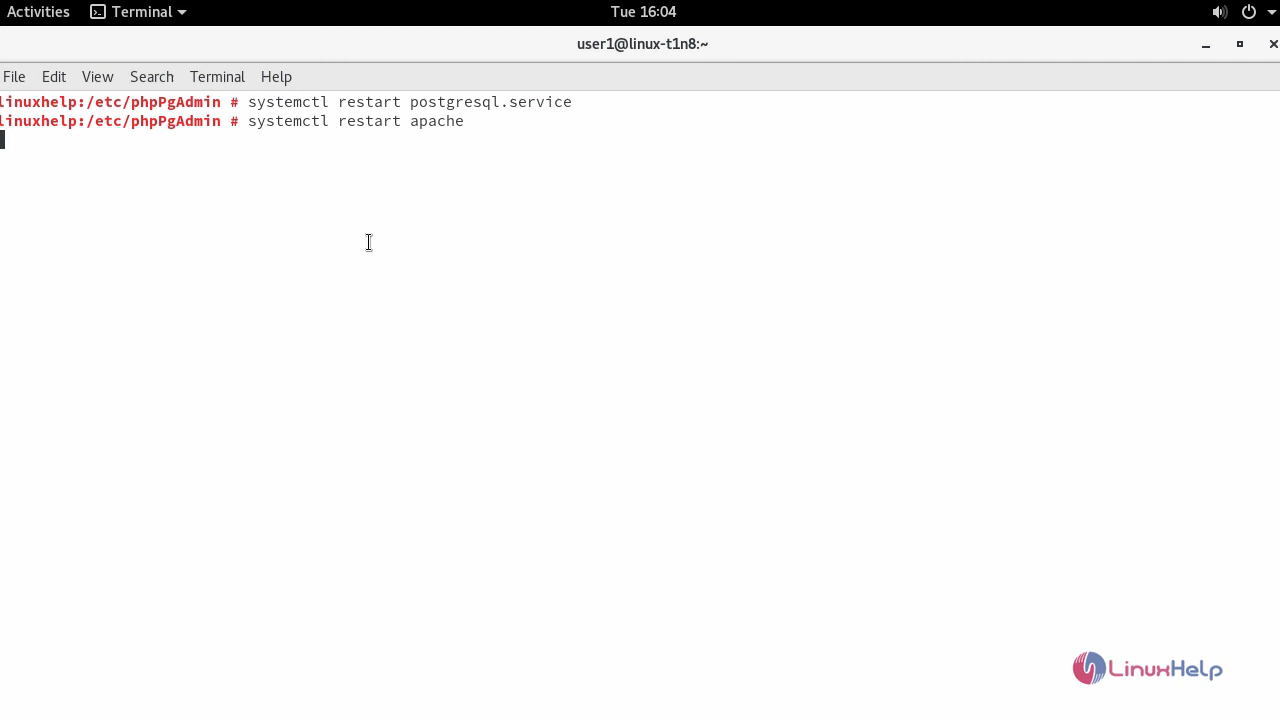 Activities Terminal Tue 16:04
user1@linux-t1n8:~
File Edit View Search Terminal Help
linuxhelp:/etc/phpPgAdmin # systemctl restart postgresql.service
linuxhelp:/etc/phpPgAdmin # systemctl restart apache
LinuxHelp